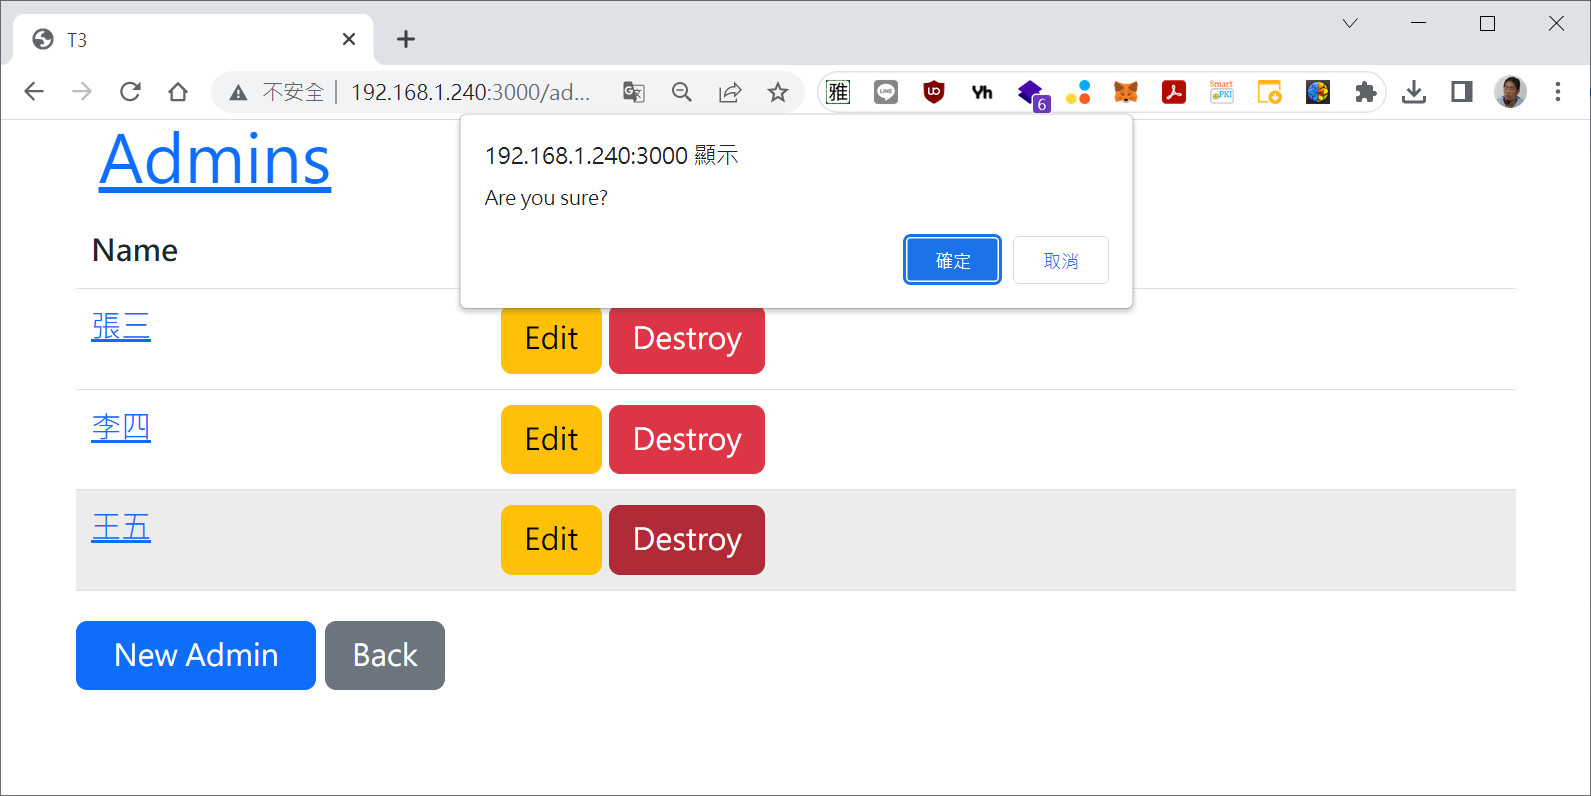 T3
不安全 192.168.1.240:3000/ad...
雅 LINE UD Yh 6 Smart PKI
Admins
192.168.1.240:3000 顯示
Are you sure?
確定 取消
Name
張三 Edit Destroy
李四 Edit Destroy
王五 Edit Destroy
New Admin Back